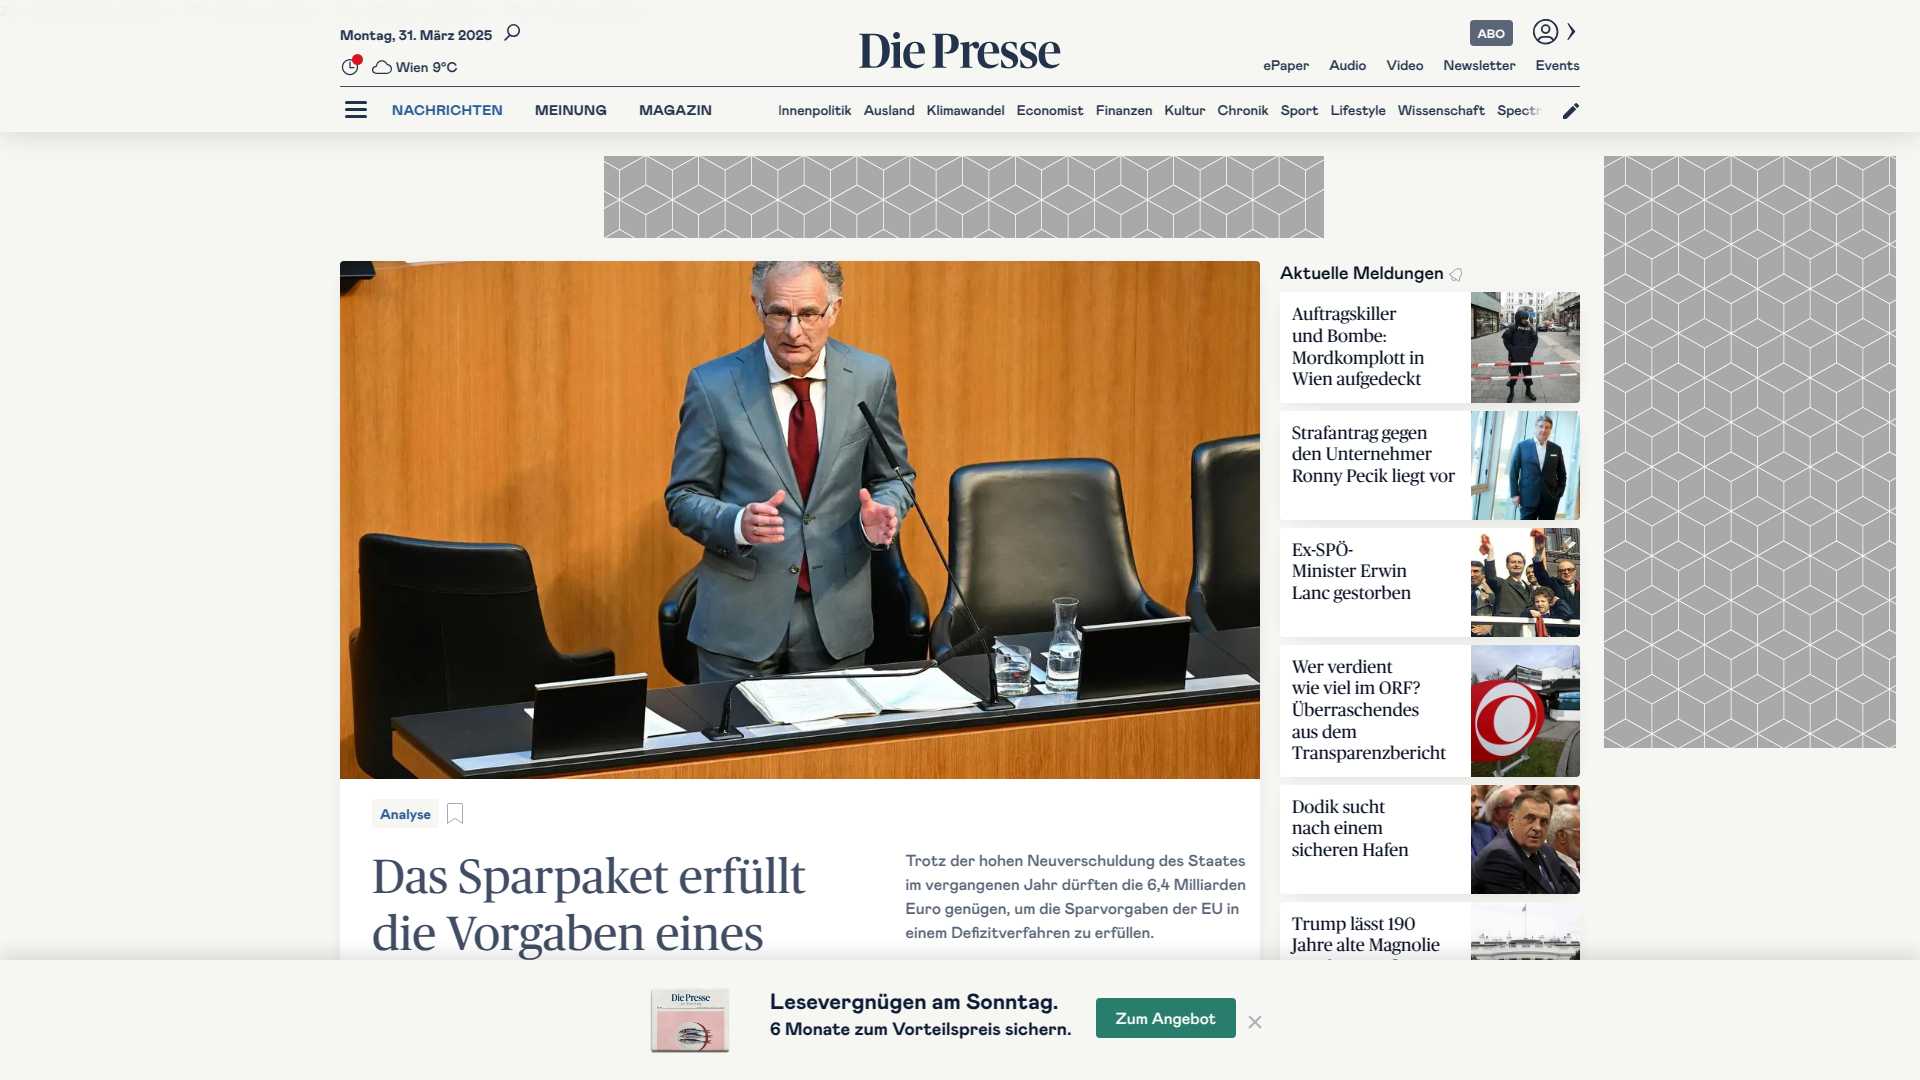 Montag, 31. März 2025
Wien 9°C
Die Presse
ABO
ePaper Audio Video Newsletter Events
NACHRICHTEN MEINUNG MAGAZIN
Innenpolitik Ausland Klimawandel Economist Finanzen Kultur Chronik Sport Lifestyle Wissenschaft Spectr
Analyse
Das Sparpaket erfüllt
die Vorgaben eines
Trotz der hohen Neuverschuldung des Staates
im vergangenen Jahr dürften die 6,4 Milliarden
Euro genügen, um die Sparvorgaben der EU in
einem Defizitverfahren zu erfüllen.
Aktuelle Meldungen
Auftragskiller
und Bombe:
Mordkomplott in
Wien aufgedeckt
Strafantrag gegen
den Unternehmer
Ronny Pecik liegt vor
Ex-SPÖ-
Minister Erwin
Lanc gestorben
Wer verdient
wie viel im ORF?
Überraschendes
aus dem
Transparenzbericht
Dodik sucht
nach einem
sicheren Hafen
Trump lässt 190
Jahre alte Magnolie
Die Presse
Lesevergnügen am Sonntag.
6 Monate zum Vorteilspreis sichern.
Zum Angebot